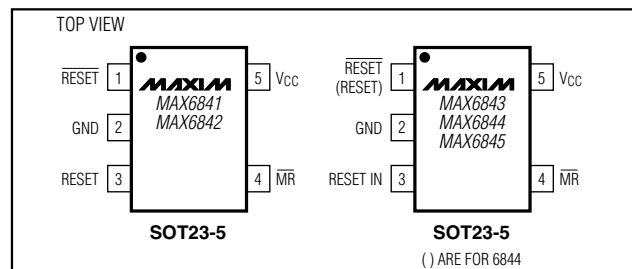 TOP VIEW
RESET 1
GND 2
RESET 3
MAXIM
MAX6841
MAX6842
5 VCC
4 MR
SOT23-5
RESET
(RESET) 1
GND 2
RESET IN 3
MAXIM
MAX6843
MAX6844
MAX6845
5 VCC
4 MR
SOT23-5
( ) ARE FOR 6844